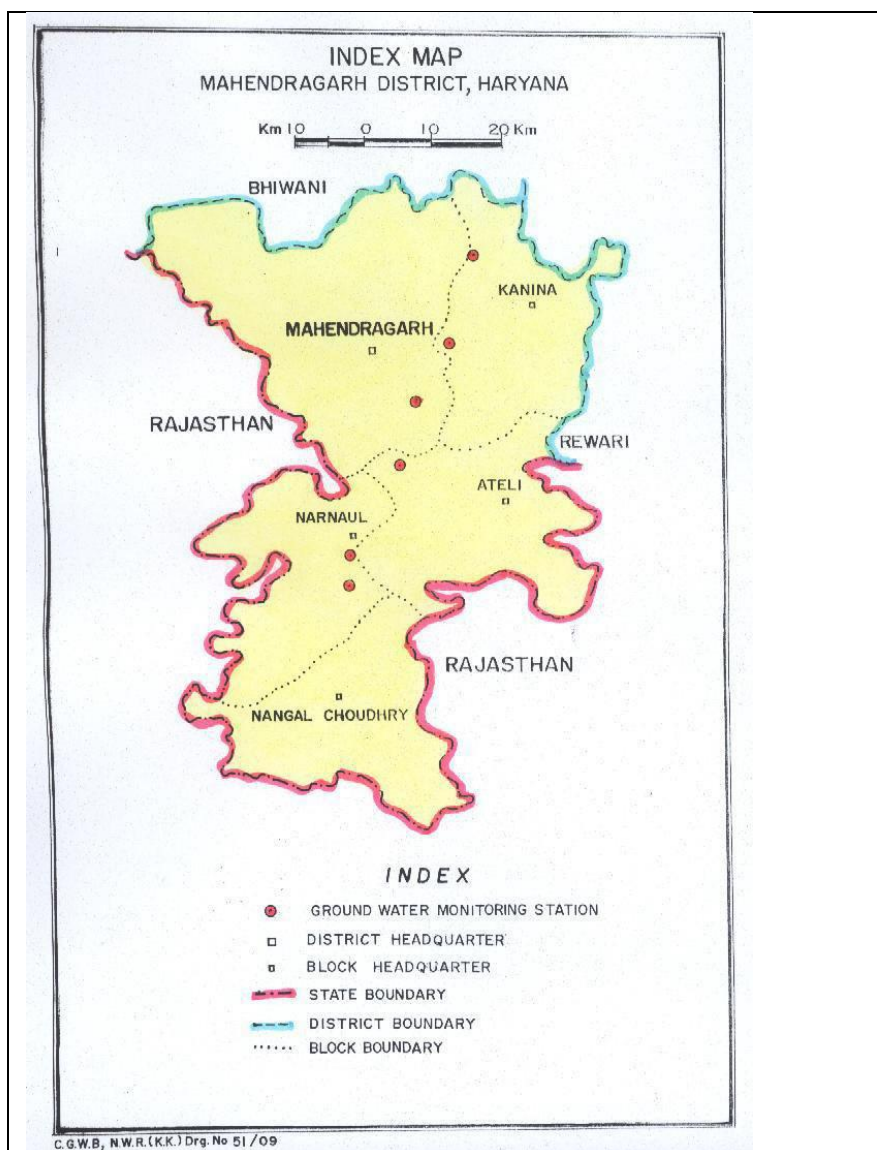 INDEX MAP
MAHENDRAGARH DISTRICT, HARYANA
Km 10 0 10 20 Km
BHIWANI
KANINA
MAHENDRAGARH
RAJASTHAN
REWARI
ATELI
NARNAUL
RAJASTHAN
NANGAL CHOUDHRY
INDEX
GROUND WATER MONITORING STATION
DISTRICT HEADQUARTER
BLOCK HEADQUARTER
STATE BOUNDARY
DISTRICT BOUNDARY
BLOCK BOUNDARY
C.G.W.B, N.W.R.(K.K.) Drg. No 51/09